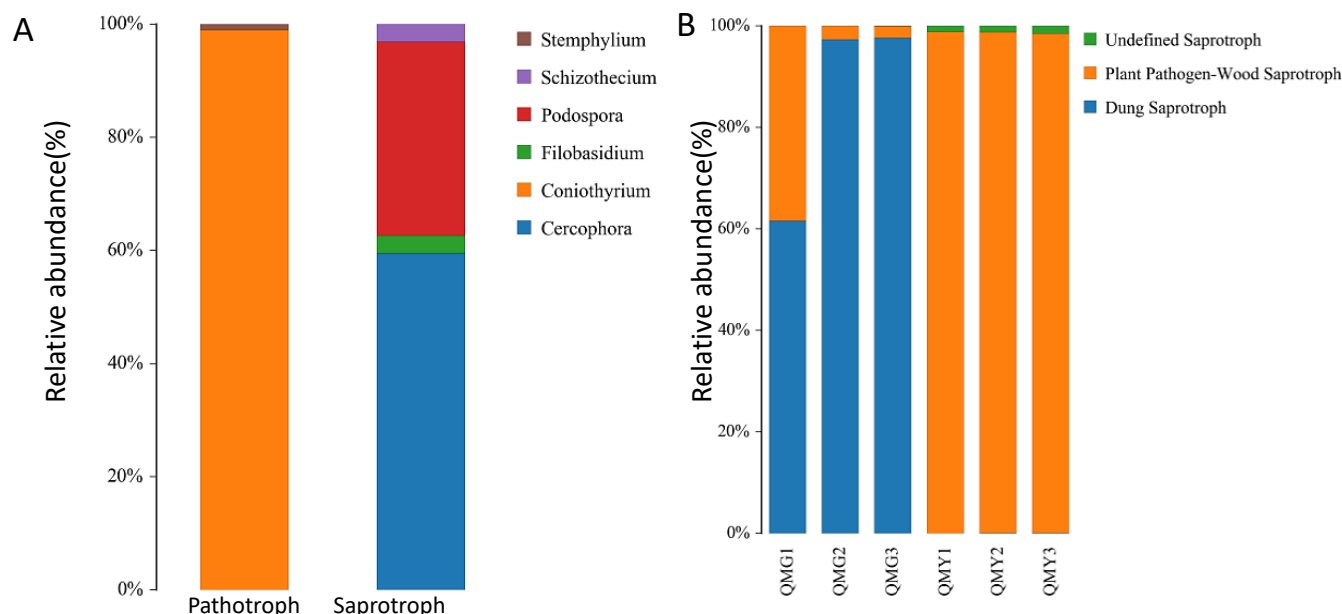 A
Relative abundance(%)
100%
80%
60%
40%
20%
0%
Pathotroph
Saprotroph
Stemphylium
Schizothecium
Podospora
Filobasidium
Coniothyrium
Cercophora
B
Relative abundance(%)
100%
80%
60%
40%
20%
0%
QMG1
QMG2
QMG3
QMY1
QMY2
QMY3
Undefined Saprotroph
Plant Pathogen-Wood Saprotroph
Dung Saprotroph